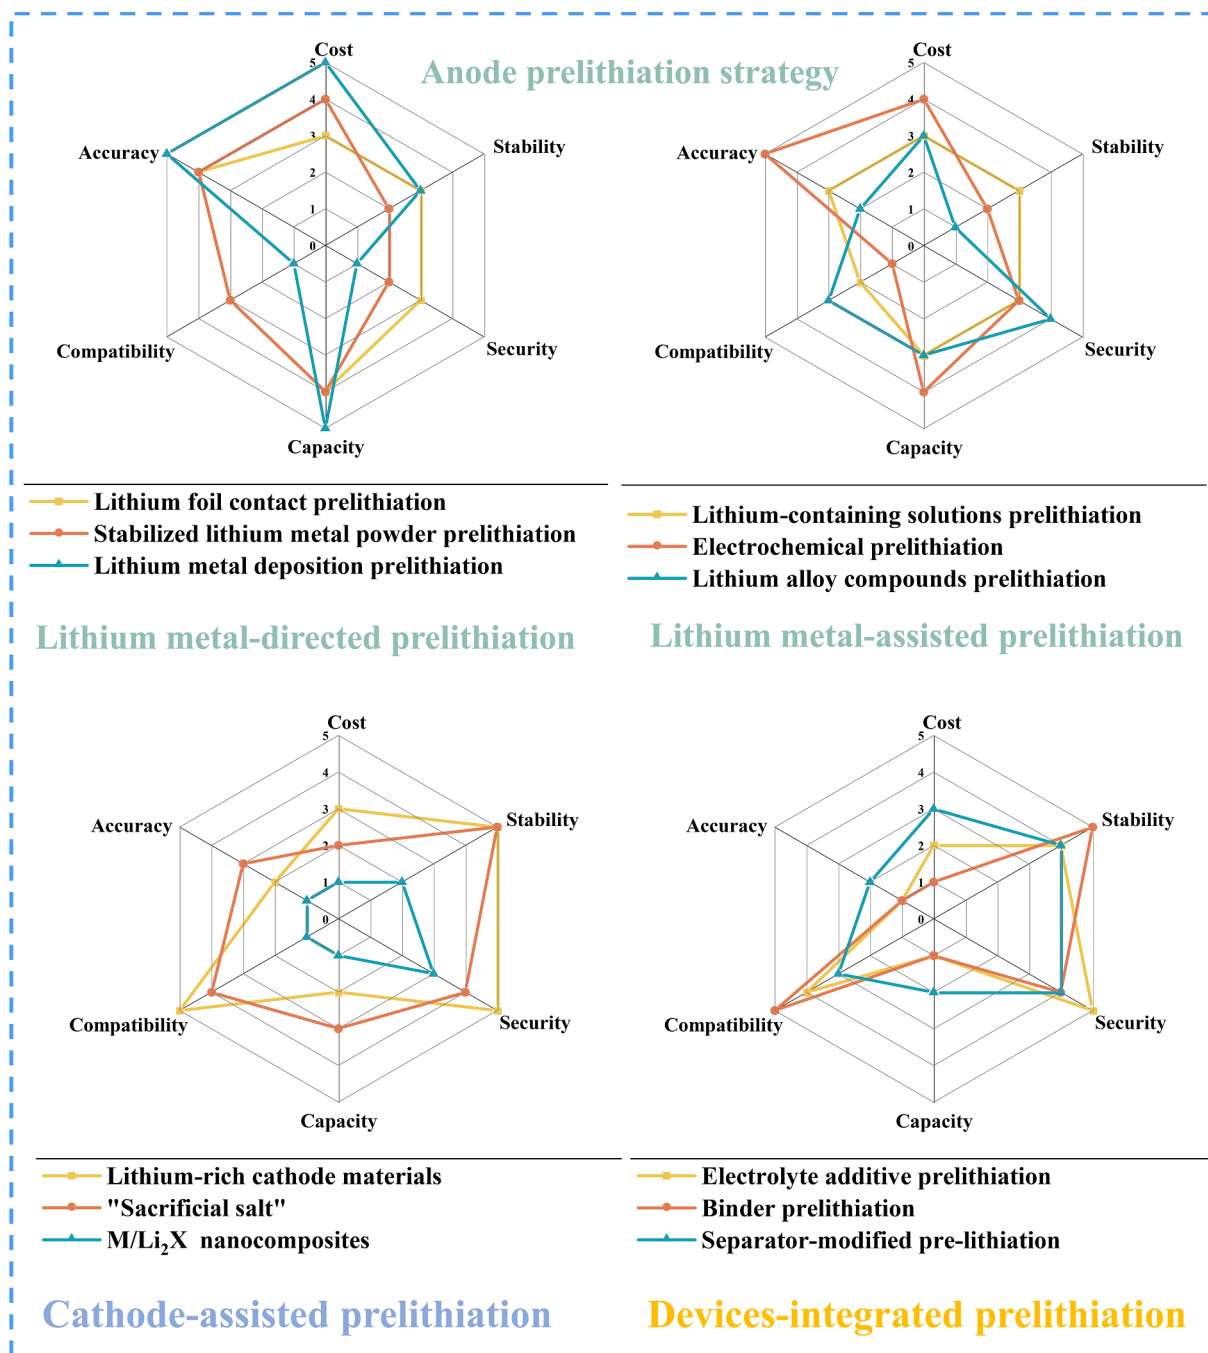 Anode prelithiation strategy
Cost
5
4
3
2
1
0
Stability
Security
Capacity
Compatibility
Accuracy
Lithium foil contact prelithiation
Stabilized lithium metal powder prelithiation
Lithium metal deposition prelithiation
Lithium metal-directed prelithiation
Cost
5
4
3
2
1
0
Stability
Security
Capacity
Compatibility
Accuracy
Lithium-containing solutions prelithiation
Electrochemical prelithiation
Lithium alloy compounds prelithiation
Lithium metal-assisted prelithiation
Cost
5
4
3
2
1
0
Stability
Security
Capacity
Compatibility
Accuracy
Lithium-rich cathode materials
"Sacrificial salt"
M/Li₂X nanocomposites
Cathode-assisted prelithiation
Cost
5
4
3
2
1
0
Stability
Security
Capacity
Compatibility
Accuracy
Electrolyte additive prelithiation
Binder prelithiation
Separator-modified pre-lithiation
Devices-integrated prelithiation